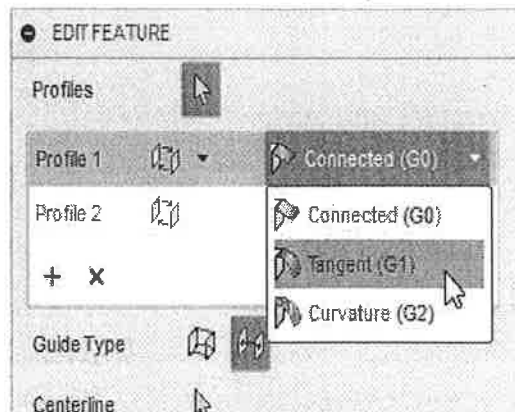 EDIT FEATURE
Profiles
Profile 1 Connected (G0)
Profile 2 Connected (G0)
Tangent (G1)
Curvature (G2)
Guide Type
Centerline